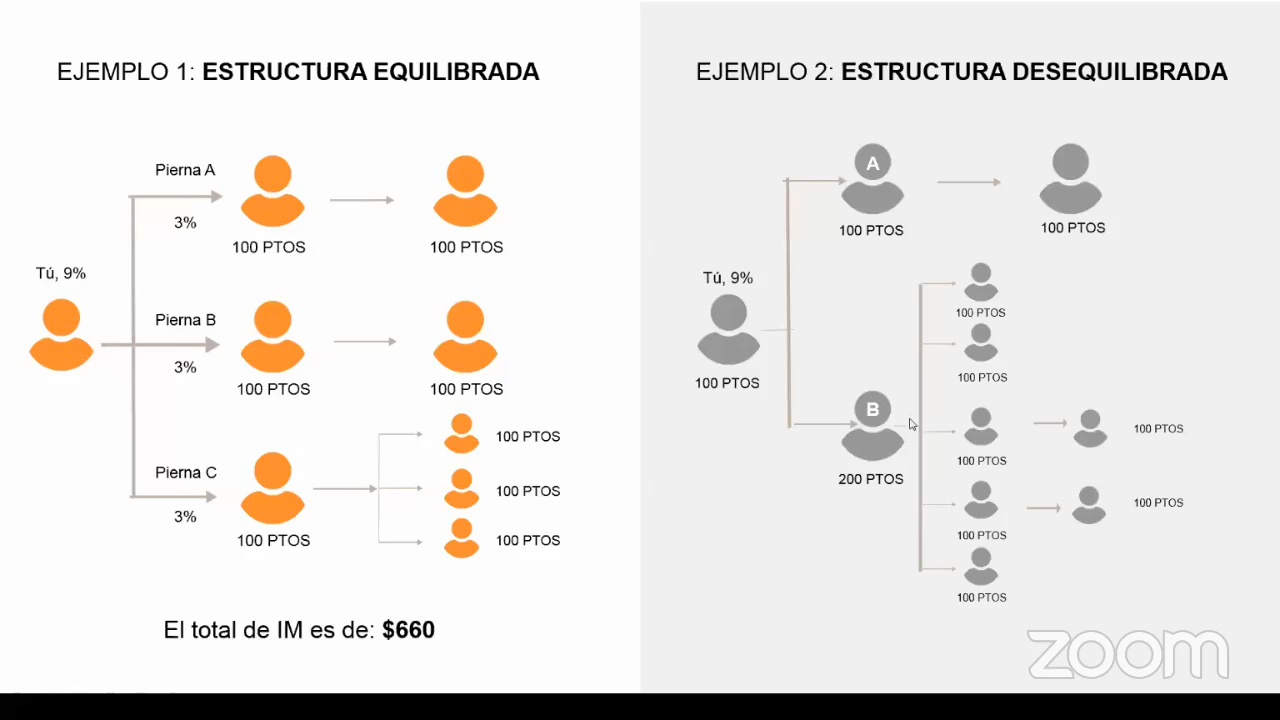 EJEMPLO 1: ESTRUCTURA EQUILIBRADA
Pierna A
3%
100 PTOS
100 PTOS
Tú, 9%
Pierna B
3%
100 PTOS
100 PTOS
Pierna C
3%
100 PTOS
100 PTOS
100 PTOS
100 PTOS
El total de IM es de: $660
EJEMPLO 2: ESTRUCTURA DESEQUILIBRADA
A
100 PTOS
100 PTOS
Tú, 9%
100 PTOS
B
200 PTOS
100 PTOS
100 PTOS
100 PTOS
100 PTOS
100 PTOS
100 PTOS
100 PTOS
zoom